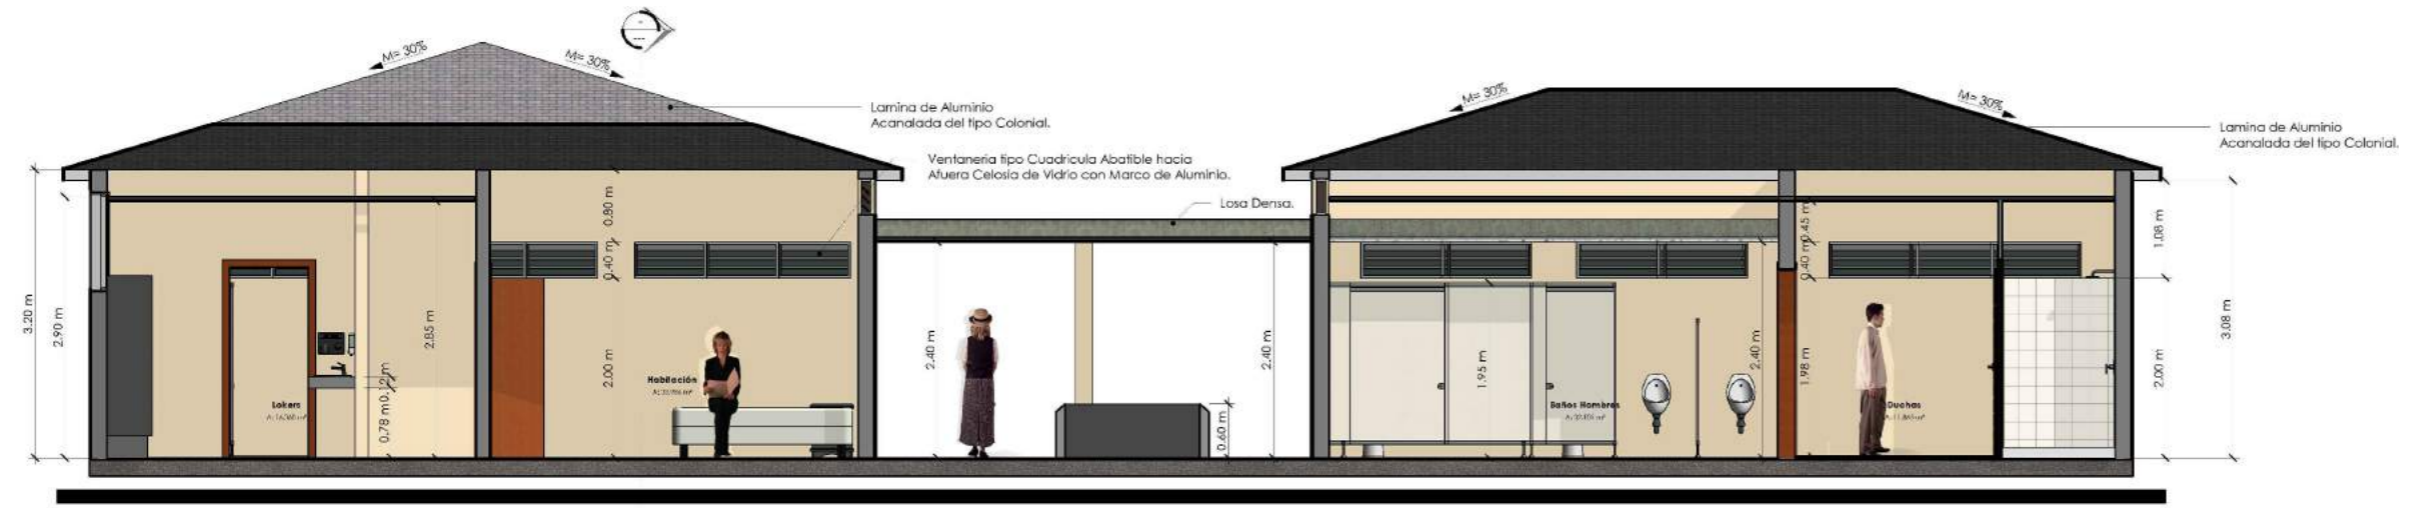 M= 30%
M= 30%
Lamina de Aluminio
Acanalada del tipo Colonial.
Ventaneria tipo Cuadricula Abatible hacia
Afuera Celosia de Vidrio con Marco de Aluminio.
Losa Densa.
M= 30%
M= 30%
Lamina de Aluminio
Acanalada del tipo Colonial.
3.20 m
2.90 m
Lokers
0.78 m
0.12 m
2.85 m
0.80 m
0.40 m
2.00 m
Habitación
2.40 m
0.60 m
2.40 m
1.95 m
Baños Hombres
2.40 m
0.45 m
0.40 m
1.98 m
Duchas
1.08 m
2.00 m
3.08 m